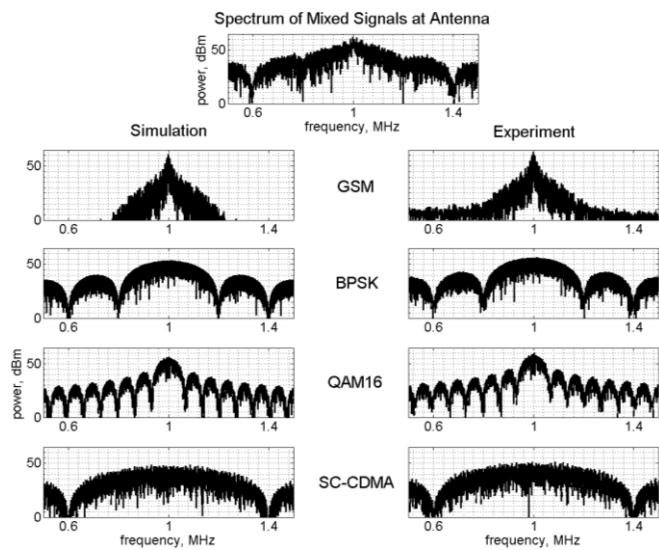 Spectrum of Mixed Signals at Antenna
power, dBm
50
0
0.6 1 1.4
frequency, MHz
Simulation Experiment
50
0
GSM
0.6 1 1.4 0.6 1 1.4
50
0
BPSK
0.6 1 1.4 0.6 1 1.4
power, dBm
50
0
QAM16
0.6 1 1.4 0.6 1 1.4
50
0
SC-CDMA
0.6 1 1.4 0.6 1 1.4
frequency, MHz frequency, MHz